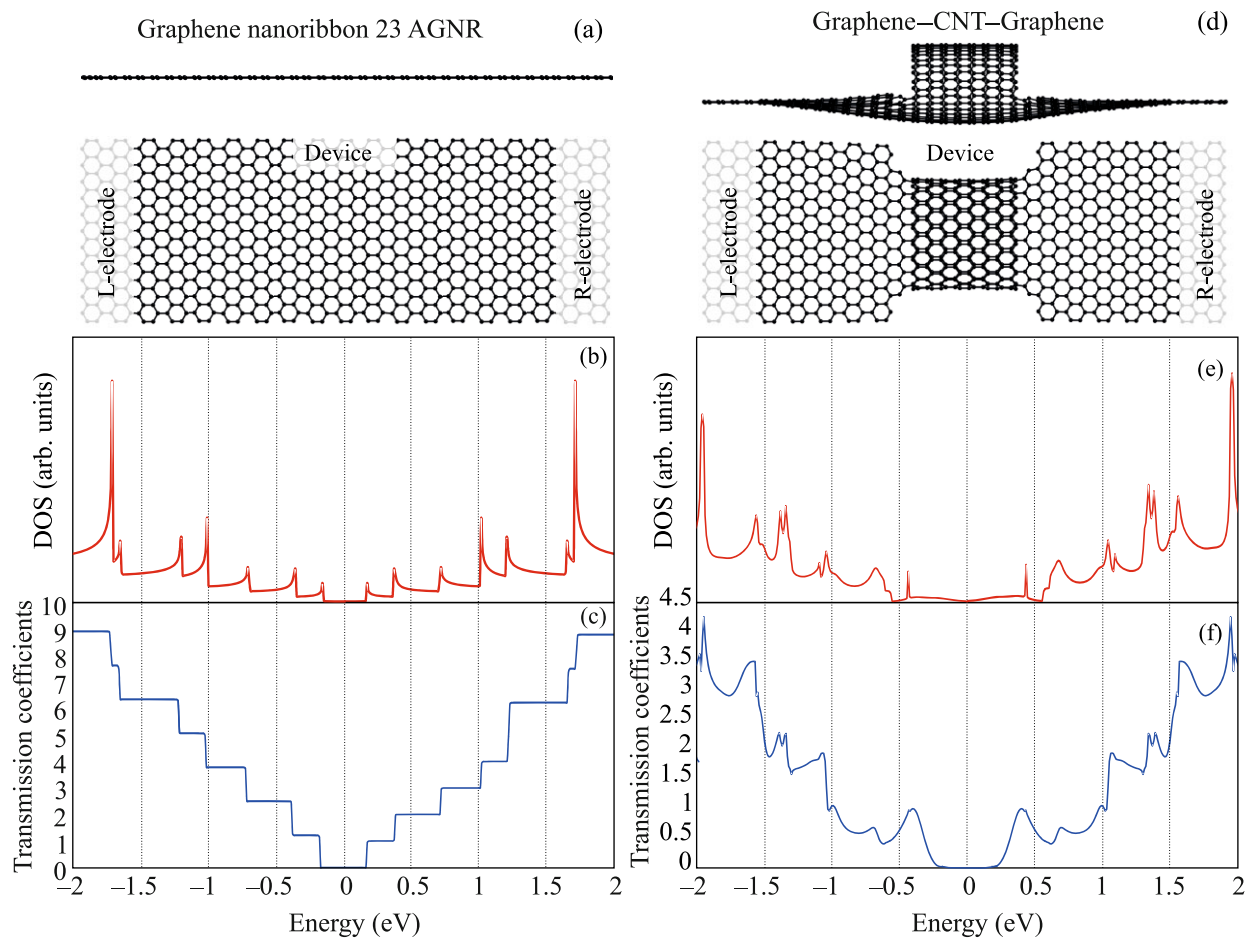 Graphene nanoribbon 23 AGNR
(a)
L-electrode
Device
R-electrode
(b)
DOS (arb. units)
(c)
Transmission coefficients
10
9
8
7
6
5
4
3
2
1
0
−2
−1.5
−1
−0.5
0
0.5
1
1.5
2
Energy (eV)
Graphene–CNT–Graphene
(d)
L-electrode
Device
R-electrode
(e)
DOS (arb. units)
(f)
Transmission coefficients
4.5
4
3.5
3
2.5
2
1.5
1
0.5
0
−2
−1.5
−1
−0.5
0
0.5
1
1.5
2
Energy (eV)